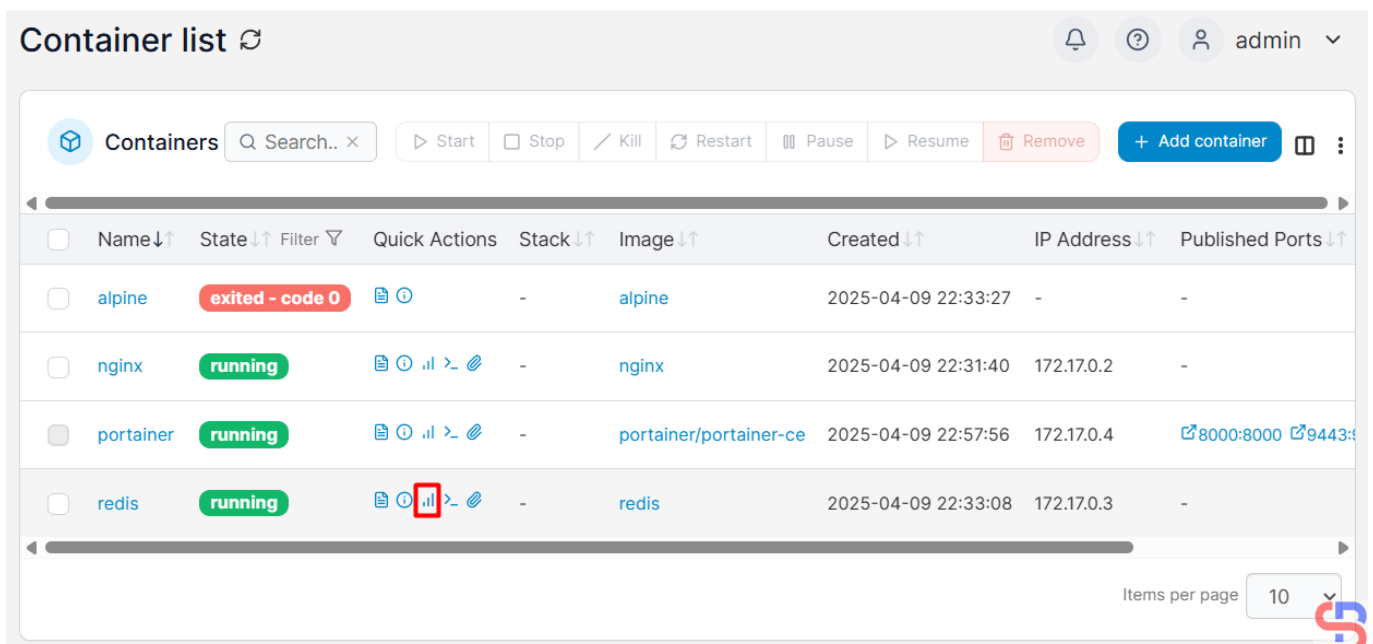 Container list
admin
Containers Search.. Start Stop Kill Restart Pause Resume Remove + Add container
Name State Filter Quick Actions Stack Image Created IP Address Published Ports
alpine exited - code 0 - alpine 2025-04-09 22:33:27 - -
nginx running - nginx 2025-04-09 22:31:40 172.17.0.2 -
portainer running - portainer/portainer-ce 2025-04-09 22:57:56 172.17.0.4 8000:8000 9443:
redis running - redis 2025-04-09 22:33:08 172.17.0.3 -
Items per page 10